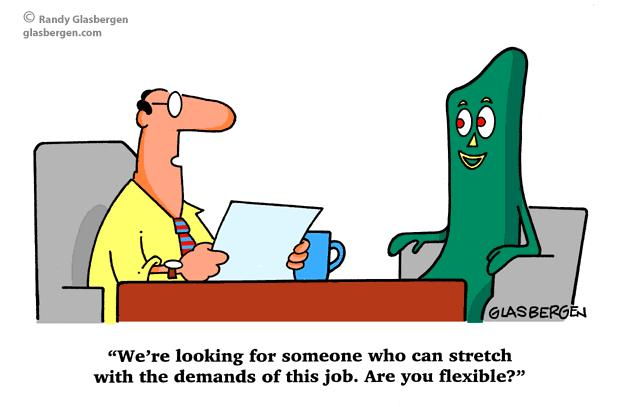 © Randy Glasbergen
glasbergen.com
GLASBERGEN
“We’re looking for someone who can stretch
with the demands of this job. Are you flexible?”